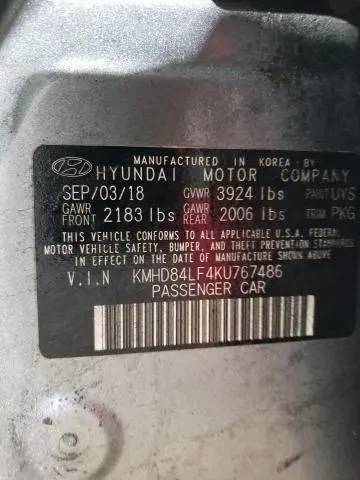 MANUFACTURED IN KOREA BY
HYUNDAI MOTOR COMPANY
SEP/03/18 GVWR 3924 lbs PAINT UYS
GAWR FRONT 2183 lbs GAWR REAR 2006 lbs TRIM PKG
THIS VEHICLE CONFORMS TO ALL APPLICABLE U.S.A. FEDERAL
MOTOR VEHICLE SAFETY, BUMPER, AND THEFT PREVENTION STANDARDS
IN EFFECT ON THE DATE OF MANUFACTURE SHOWN ABOVE.
V.I.N KMHD84LF4KU767486
PASSENGER CAR